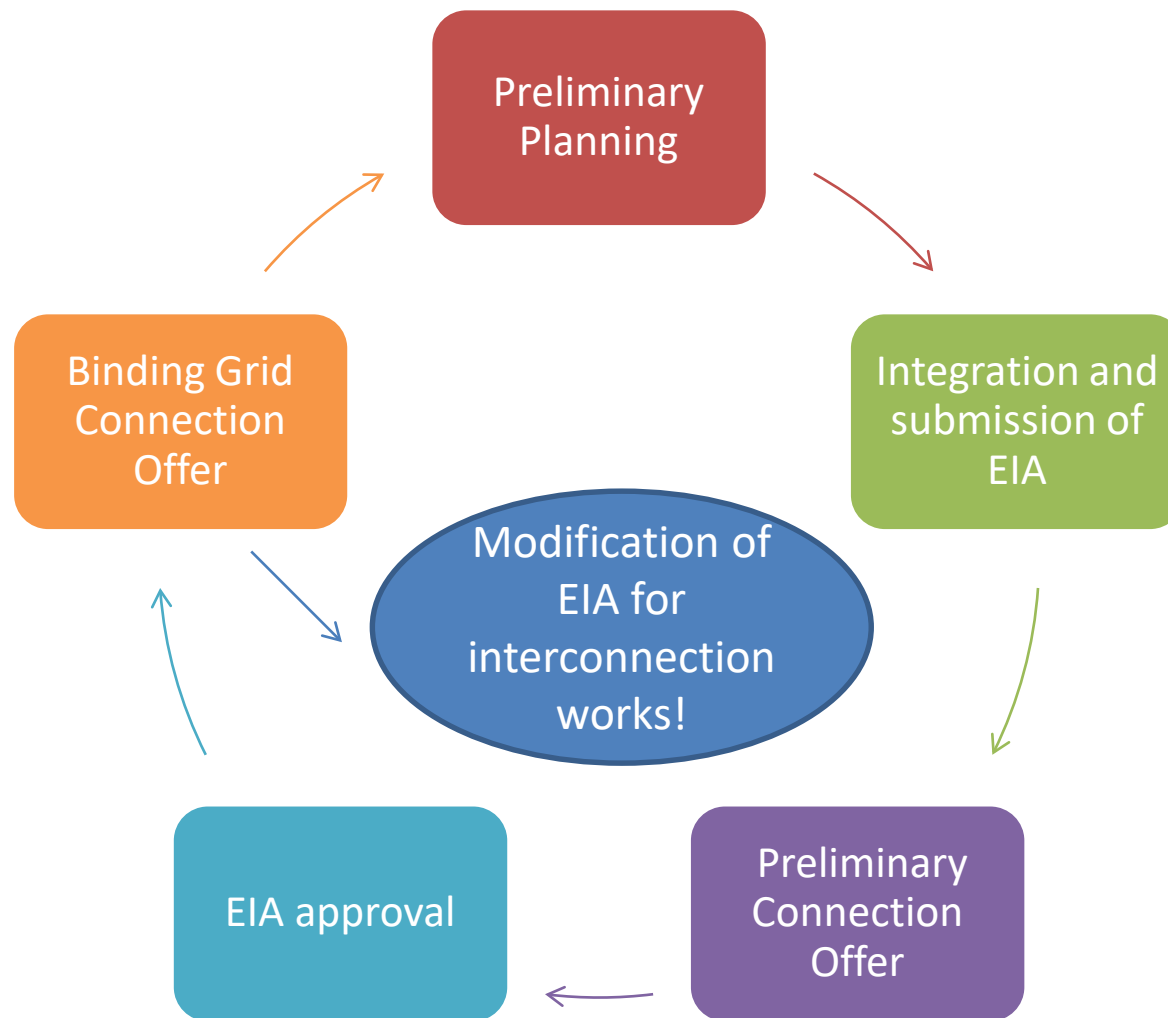 Preliminary
Planning
Integration and
submission of
EIA
Preliminary
Connection
Offer
EIA approval
Binding Grid
Connection
Offer
Modification of
EIA for
interconnection
works!